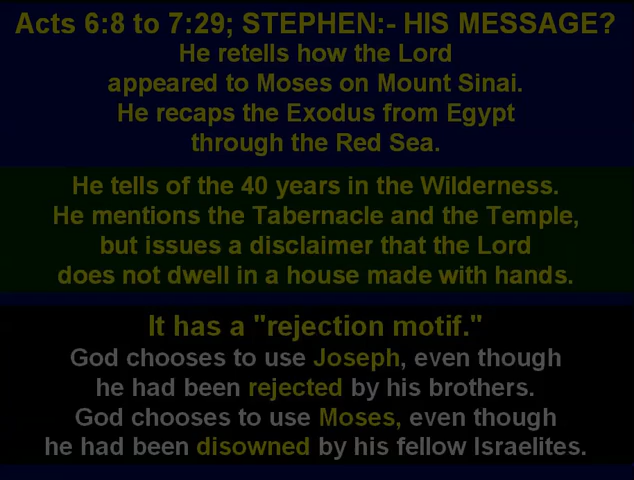 Acts 6:8 to 7:29; STEPHEN:- HIS MESSAGE?
He retells how the Lord
appeared to Moses on Mount Sinai.
He recaps the Exodus from Egypt
through the Red Sea.
He tells of the 40 years in the Wilderness.
He mentions the Tabernacle and the Temple,
but issues a disclaimer that the Lord
does not dwell in a house made with hands.
It has a "rejection motif."
God chooses to use Joseph, even though
he had been rejected by his brothers.
God chooses to use Moses, even though
he had been disowned by his fellow Israelites.